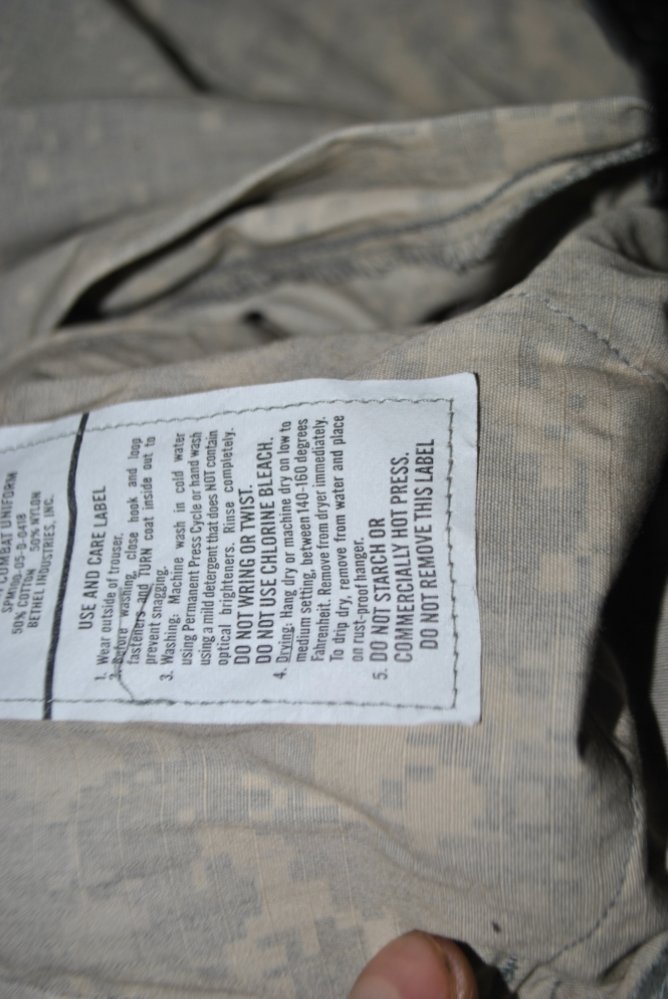 COMBAT UNIFORM
SPM100-05-D-0418
50% COTTON 50% NYLON
BETHEL INDUSTRIES, INC.
USE AND CARE LABEL
1. Wear outside of trouser.
2. Before washing, close hook and loop
fasteners and TURN coat inside out to
prevent snagging.
3. Washing: Machine wash in cold water
using Permanent Press Cycle or hand wash
using a mild detergent that does NOT contain
optical brighteners. Rinse completely.
DO NOT WRING OR TWIST.
DO NOT USE CHLORINE BLEACH.
4. Drying: Hang dry or machine dry on low to
medium setting, between 140-160 degrees
Fahrenheit. Remove from dryer immediately.
To drip dry, remove from water and place
on rust-proof hanger.
5. DO NOT STARCH OR
COMMERCIALLY HOT PRESS.
DO NOT REMOVE THIS LABEL